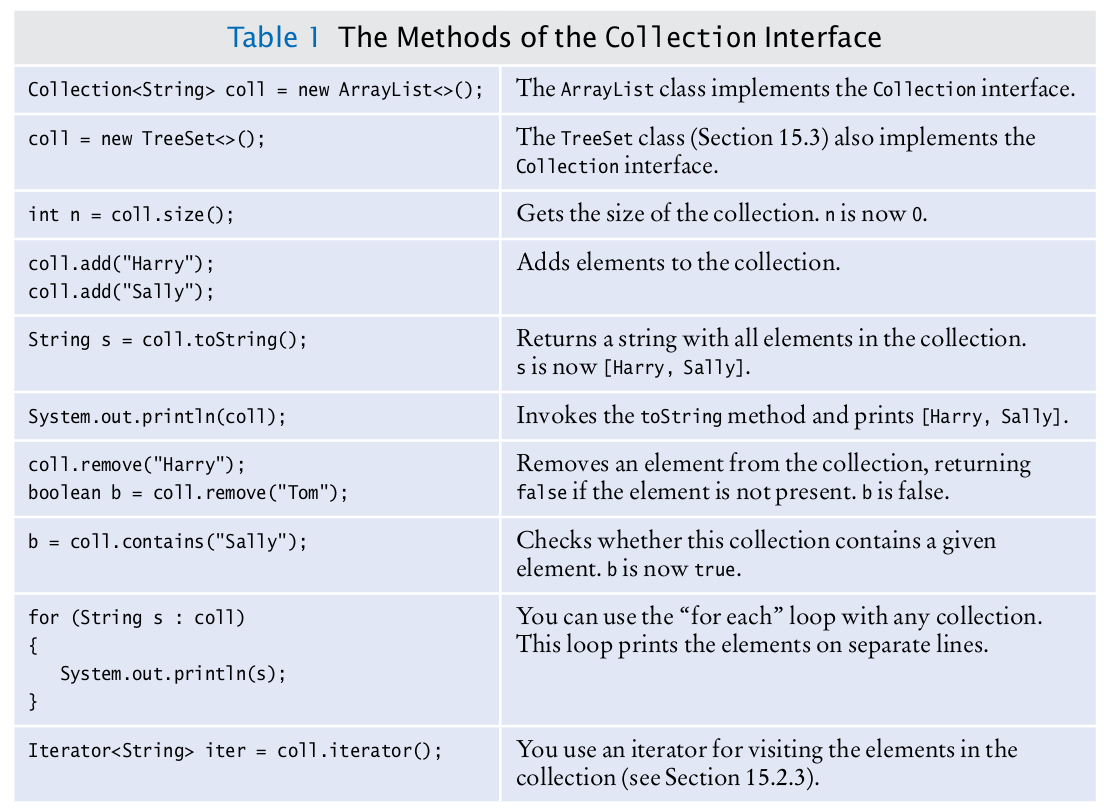 Table 1 The Methods of the Collection Interface
Collection<String> coll = new ArrayList<>();
The ArrayList class implements the Collection interface.
coll = new TreeSet<>();
The TreeSet class (Section 15.3) also implements the
Collection interface.
int n = coll.size();
Gets the size of the collection. n is now 0.
coll.add("Harry");
coll.add("Sally");
Adds elements to the collection.
String s = coll.toString();
Returns a string with all elements in the collection.
s is now [Harry, Sally].
System.out.println(coll);
Invokes the toString method and prints [Harry, Sally].
coll.remove("Harry");
boolean b = coll.remove("Tom");
Removes an element from the collection, returning
false if the element is not present. b is false.
b = coll.contains("Sally");
Checks whether this collection contains a given
element. b is now true.
for (String s : coll)
{
   System.out.println(s);
}
You can use the “for each” loop with any collection.
This loop prints the elements on separate lines.
Iterator<String> iter = coll.iterator();
You use an iterator for visiting the elements in the
collection (see Section 15.2.3).